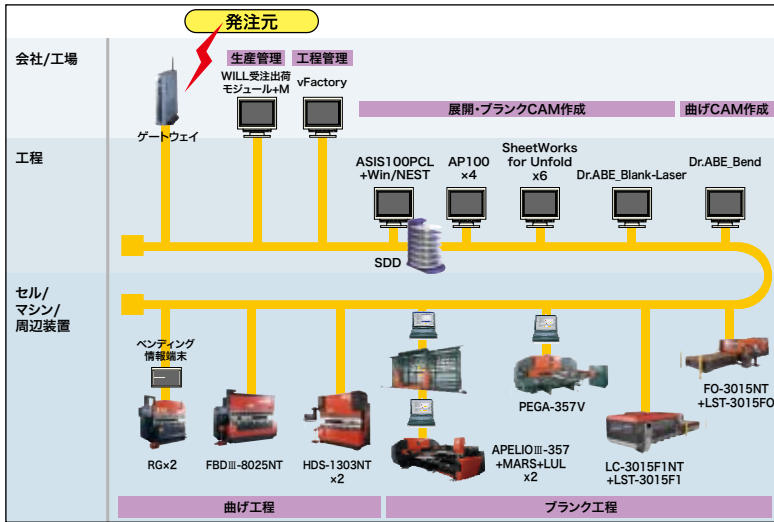 発注元
会社/工場
生産管理
工程管理
WILL受注出荷
モジュール+M
vFactory
展開・ブランクCAM作成
曲げCAM作成
ゲートウェイ
工程
ASIS100PCL
+Win/NEST
AP100
×4
SheetWorks
for Unfold
×6
Dr.ABE_Blank-Laser
Dr.ABE_Bend
SDD
セル/
マシン/
周辺装置
ベンディング
情報端末
RG×2
FBDⅢ-8025NT
HDS-1303NT
×2
APELIOⅢ-357
+MARS+LUL
×2
PEGA-357V
LC-3015F1NT
+LST-3015F1
FO-3015NT
+LST-3015FO
曲げ工程
ブランク工程